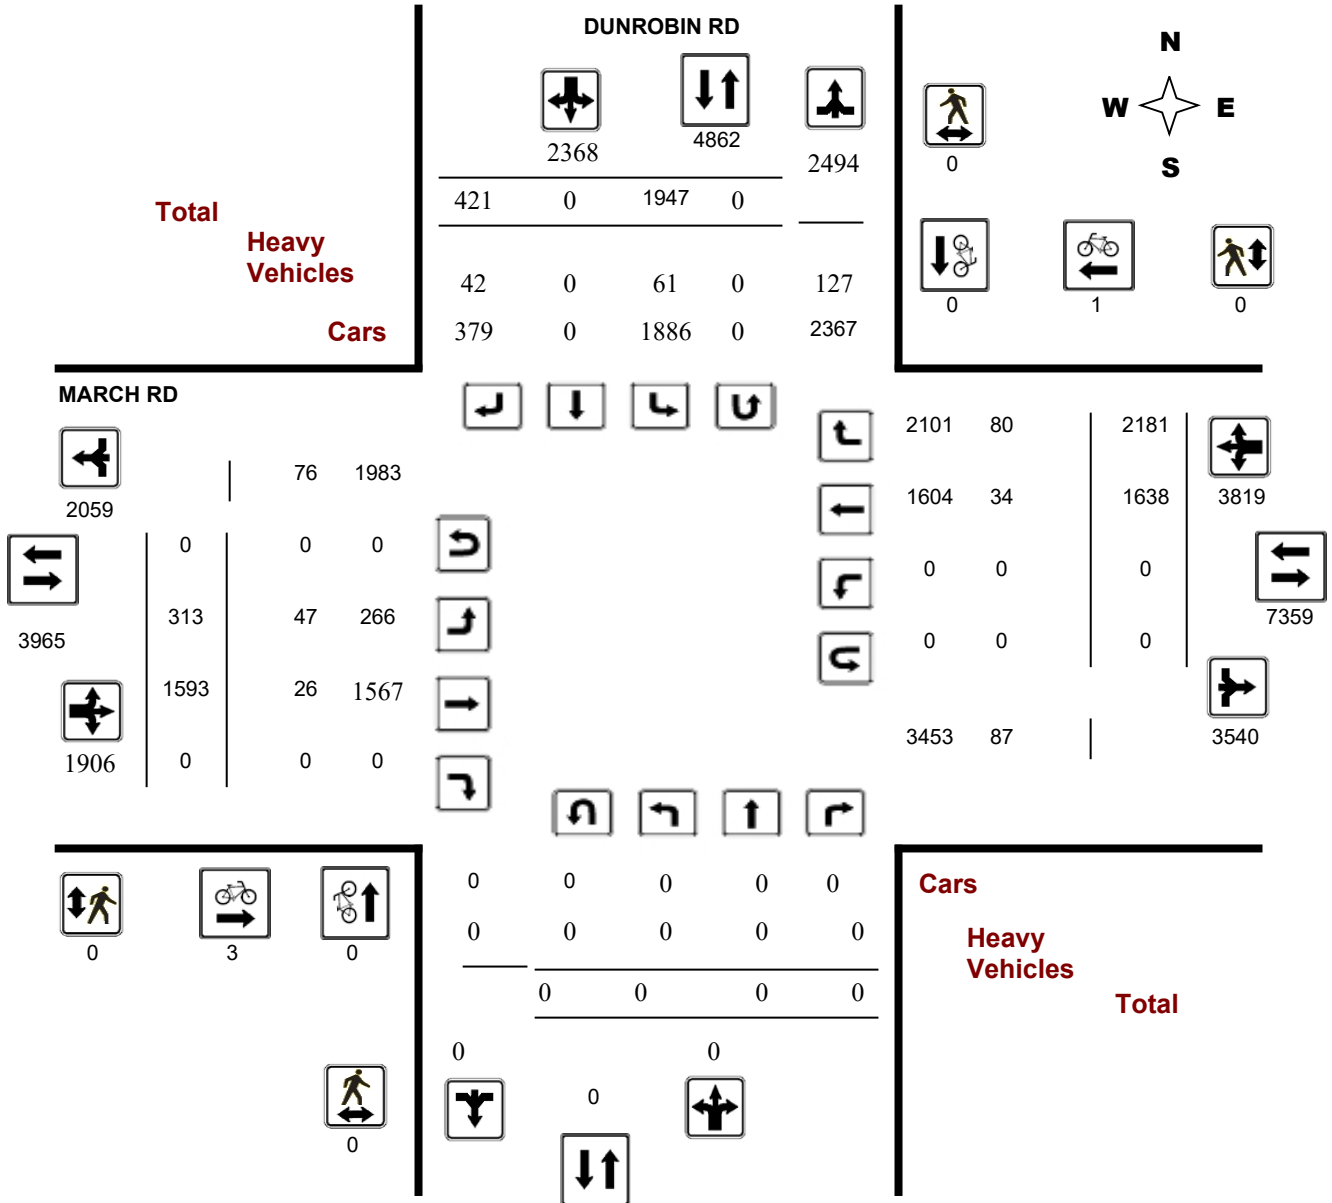 DUNROBIN RD
N
W E
S
2368 4862 2494 0
421 0 1947 0
Total
Heavy
Vehicles
42 0 61 0 127
0 1 0
Cars
379 0 1886 0 2367
MARCH RD
2101 80 2181
76 1983
2059
1604 34 1638 3819
0 0 0
0 0 0
7359
313 47 266
3965
0 0 0
1593 26 1567
3453 87 3540
1906 0 0 0
0 0 0 0 0
Cars
0 0 0 0 0
Heavy
Vehicles
0 3 0
0 0 0 0
Total
0 0
0
0